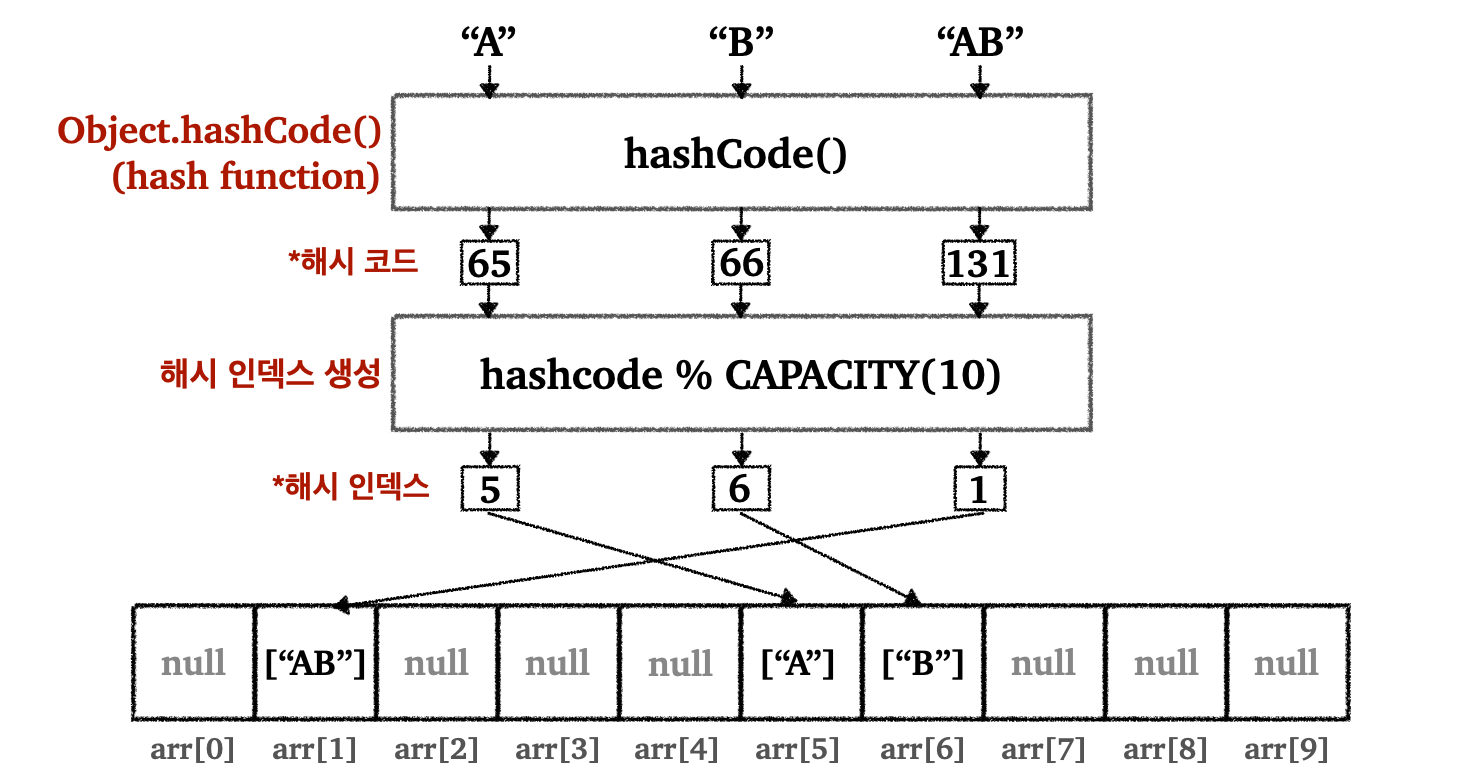 “A” “B” “AB”
Object.hashCode()
(hash function)
hashCode()
*해시 코드 65 66 131
해시 인덱스 생성 hashcode % CAPACITY(10)
*해시 인덱스 5 6 1
null [“AB”] null null null [“A”] [“B”] null null null
arr[0] arr[1] arr[2] arr[3] arr[4] arr[5] arr[6] arr[7] arr[8] arr[9]